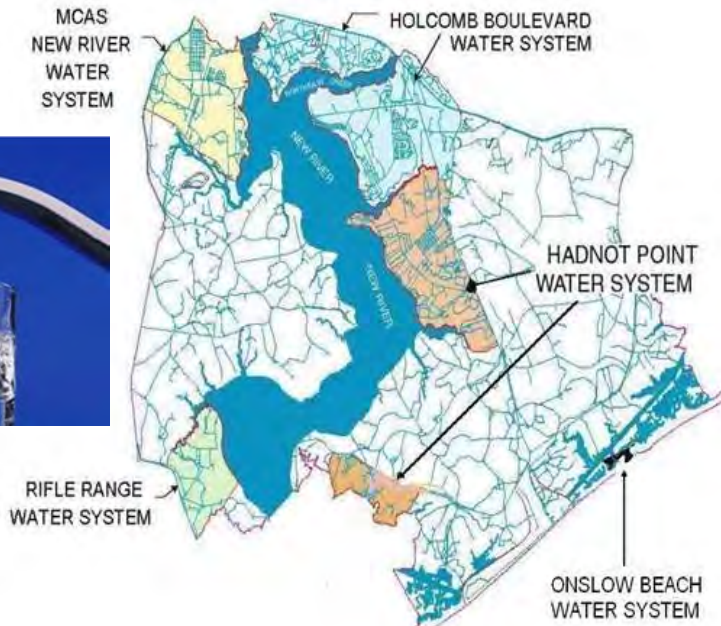 MCAS
NEW RIVER
WATER
SYSTEM
HOLCOMB BOULEVARD
WATER SYSTEM
NEW RIVER
HADNOT POINT
WATER SYSTEM
NEW RIVER
RIFLE RANGE
WATER SYSTEM
ONSLOW BEACH
WATER SYSTEM